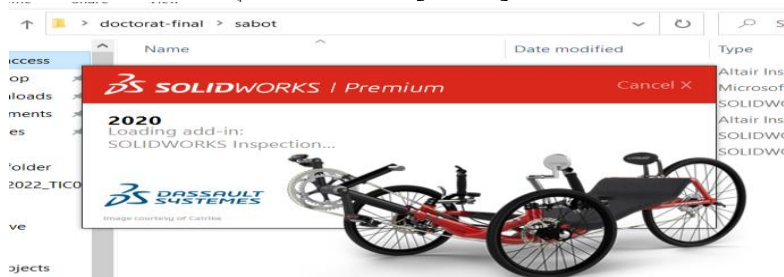 doctorat-final > sabot
Name
Date modified
Type
SOLIDWORKS | Premium
Cancel X
2020
Loading add-in:
SOLIDWORKS Inspection...
DASSAULT
SYSTEMES
Image courtesy of Catrike
Altair Ins
Microsof
SOLIDWO
Altair Ins
SOLIDWO
SOLIDWO
ccess
op
loads
ments
es
older
2022_TIC0
ve
ojects